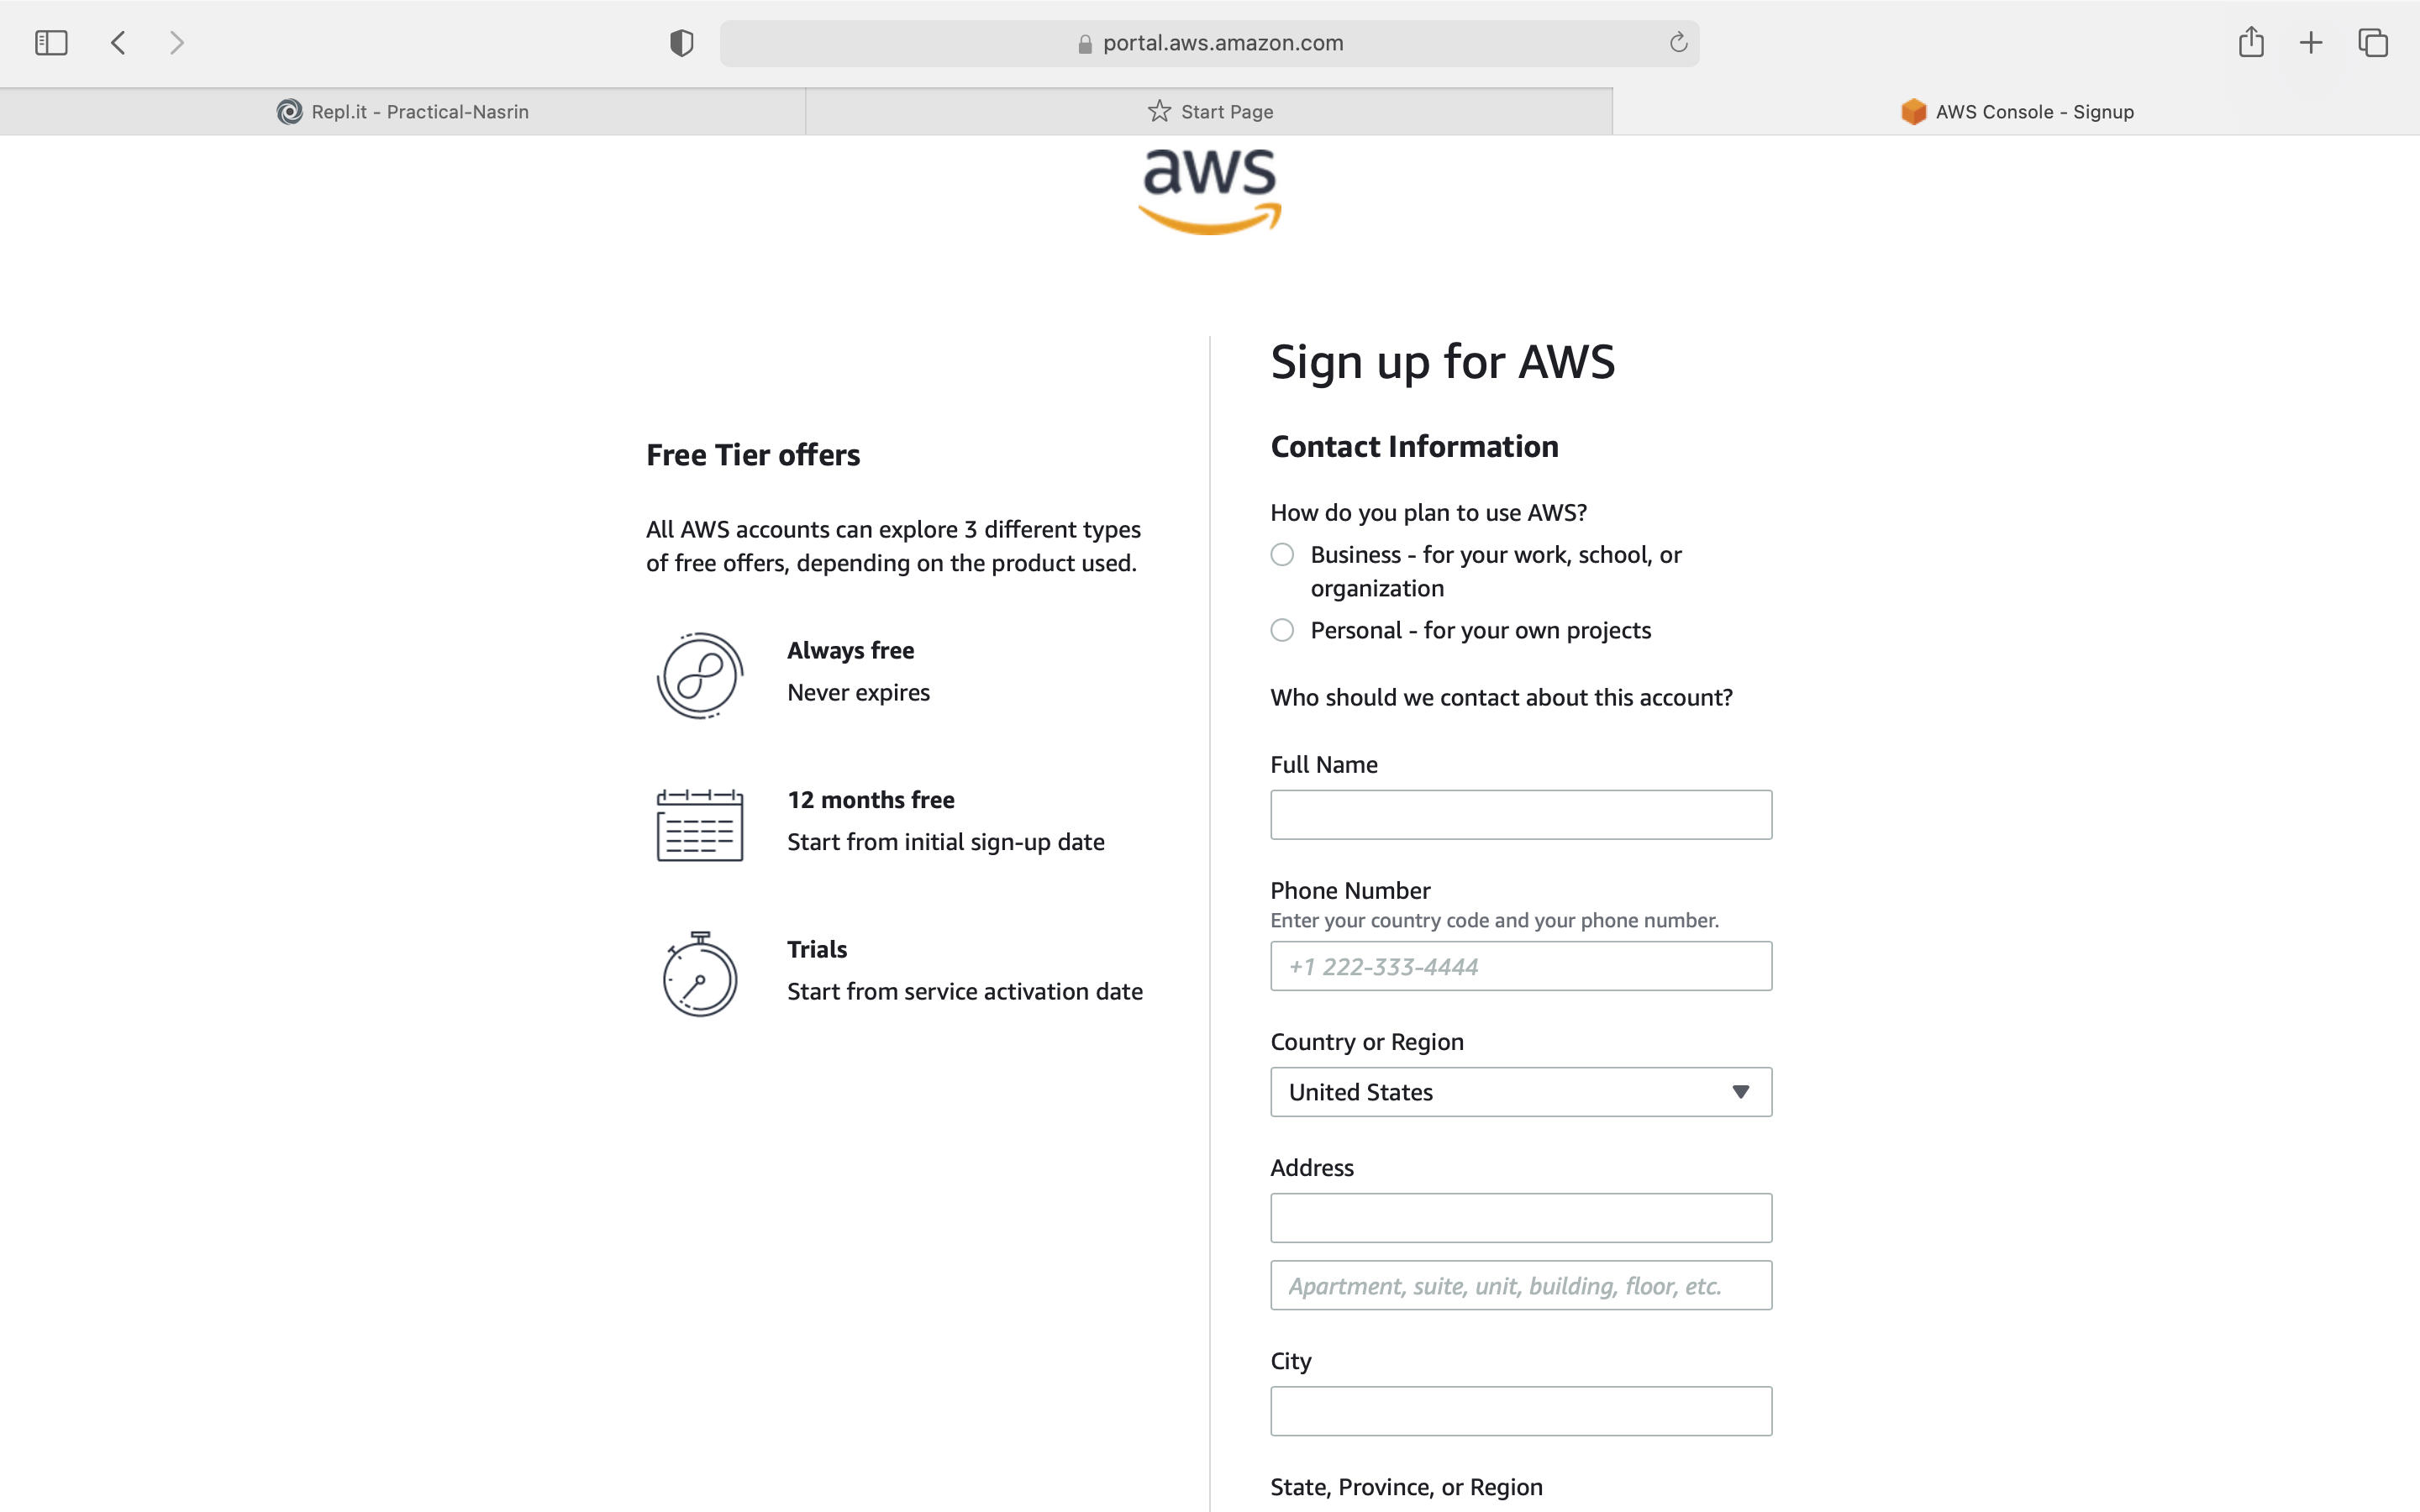 portal.aws.amazon.com
Repl.it - Practical-Nasrin
Start Page
AWS Console - Signup
aws
Free Tier offers
All AWS accounts can explore 3 different types
of free offers, depending on the product used.
Always free
Never expires
12 months free
Start from initial sign-up date
Trials
Start from service activation date
Sign up for AWS
Contact Information
How do you plan to use AWS?
Business - for your work, school, or
organization
Personal - for your own projects
Who should we contact about this account?
Full Name
Phone Number
Enter your country code and your phone number.
+1 222-333-4444
Country or Region
United States
Address
Apartment, suite, unit, building, floor, etc.
City
State, Province, or Region